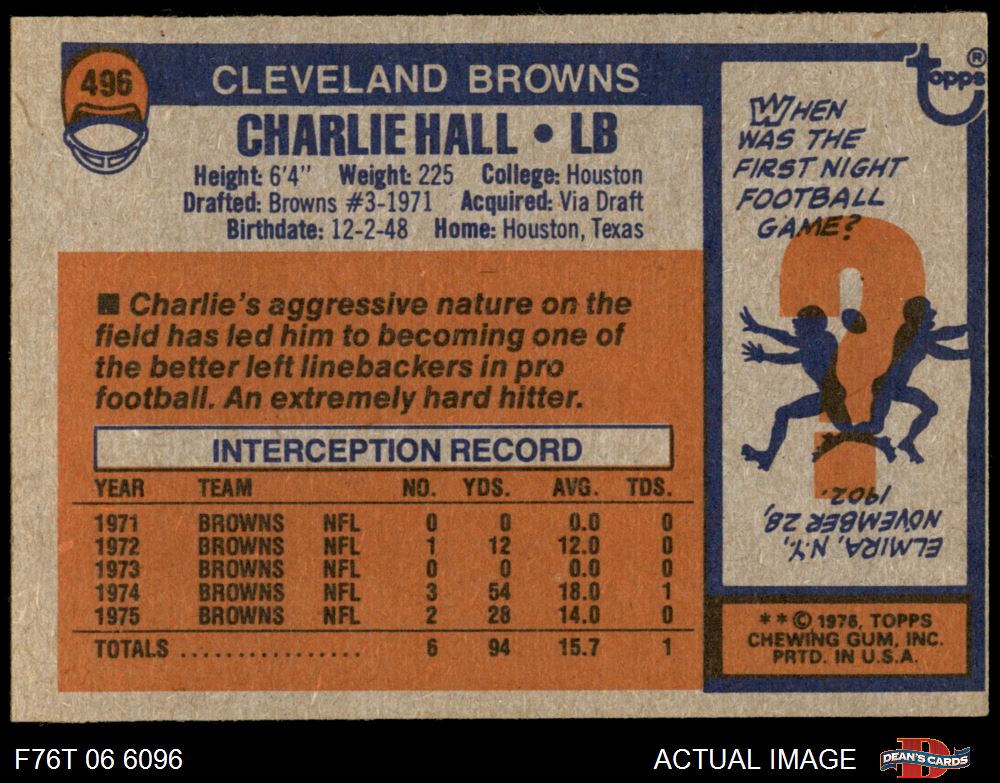 496
CLEVELAND BROWNS
CHARLIE HALL • LB
Height: 6'4" Weight: 225 College: Houston
Drafted: Browns #3-1971 Acquired: Via Draft
Birthdate: 12-2-48 Home: Houston, Texas
■ Charlie's aggressive nature on the
field has led him to becoming one of
the better left linebackers in pro
football. An extremely hard hitter.
INTERCEPTION RECORD
YEAR TEAM NO. YDS. AVG. TDS.
1971 BROWNS NFL 0 0 0.0 0
1972 BROWNS NFL 1 12 12.0 0
1973 BROWNS NFL 0 0 0.0 0
1974 BROWNS NFL 3 54 18.0 1
1975 BROWNS NFL 2 28 14.0 0
TOTALS ................. 6 94 15.7 1
topps®
WHEN
WAS THE
FIRST NIGHT
FOOTBALL
GAME?
ELMIRA, N.Y.,
NOVEMBER 28,
1902.
**© 1976, TOPPS
CHEWING GUM, INC.
PRTD. IN U.S.A.
F76T 06 6096
ACTUAL IMAGE
DEAN'S CARDS